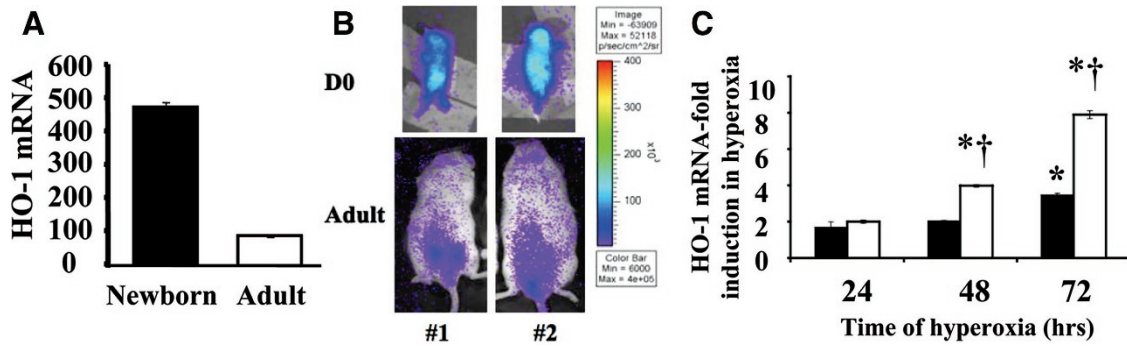 A
HO-1 mRNA
600
500
400
300
200
100
0
Newborn
Adult
B
D0
Adult
#1
#2
Image
Min = -63909
Max = 52118
p/sec/cm^2/sr
400
300
200
100
0
x10³
Color Bar
Min = 6000
Max = 4e+05
C
HO-1 mRNA-fold
induction in hyperoxia
10
8
6
4
2
0
*†
*
*†
24
48
72
Time of hyperoxia (hrs)